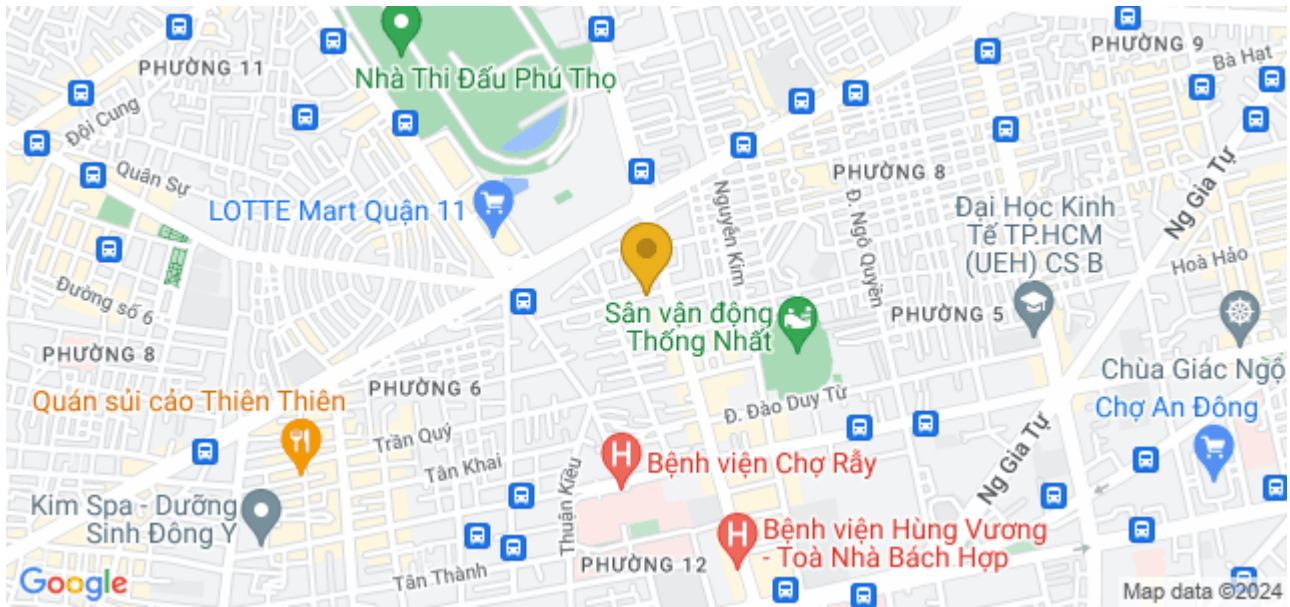 PHƯỜNG 9
PHƯỜNG 11
Bà Hạt
Nhà Thi Đấu Phú Thọ
Đội Cung
Ng Gia Tự
Quân Sự
PHƯỜNG 8
Nguyễn Kim
Đ. Ngô Quyền
LOTTE Mart Quận 11
Đại Học Kinh
Tế TP.HCM
(UEH) CS B
Hoà Hảo
Đường số 6
Sân vận động
Thống Nhất
PHƯỜNG 5
PHƯỜNG 8
Chùa Giác Ngộ
PHƯỜNG 6
Quán sủi cảo Thiên Thiên
Đ. Đào Duy Từ
Chợ An Đông
Trần Quý
Ng Gia Tự
Tân Khai
Bệnh viện Chợ Rẫy
Thuận Kiều
Kim Spa - Dưỡng
Sinh Đông Y
Bệnh viện Hùng Vương
- Toà Nhà Bách Hợp
PHƯỜNG 12
Tân Thành
Google
Map data ©2024